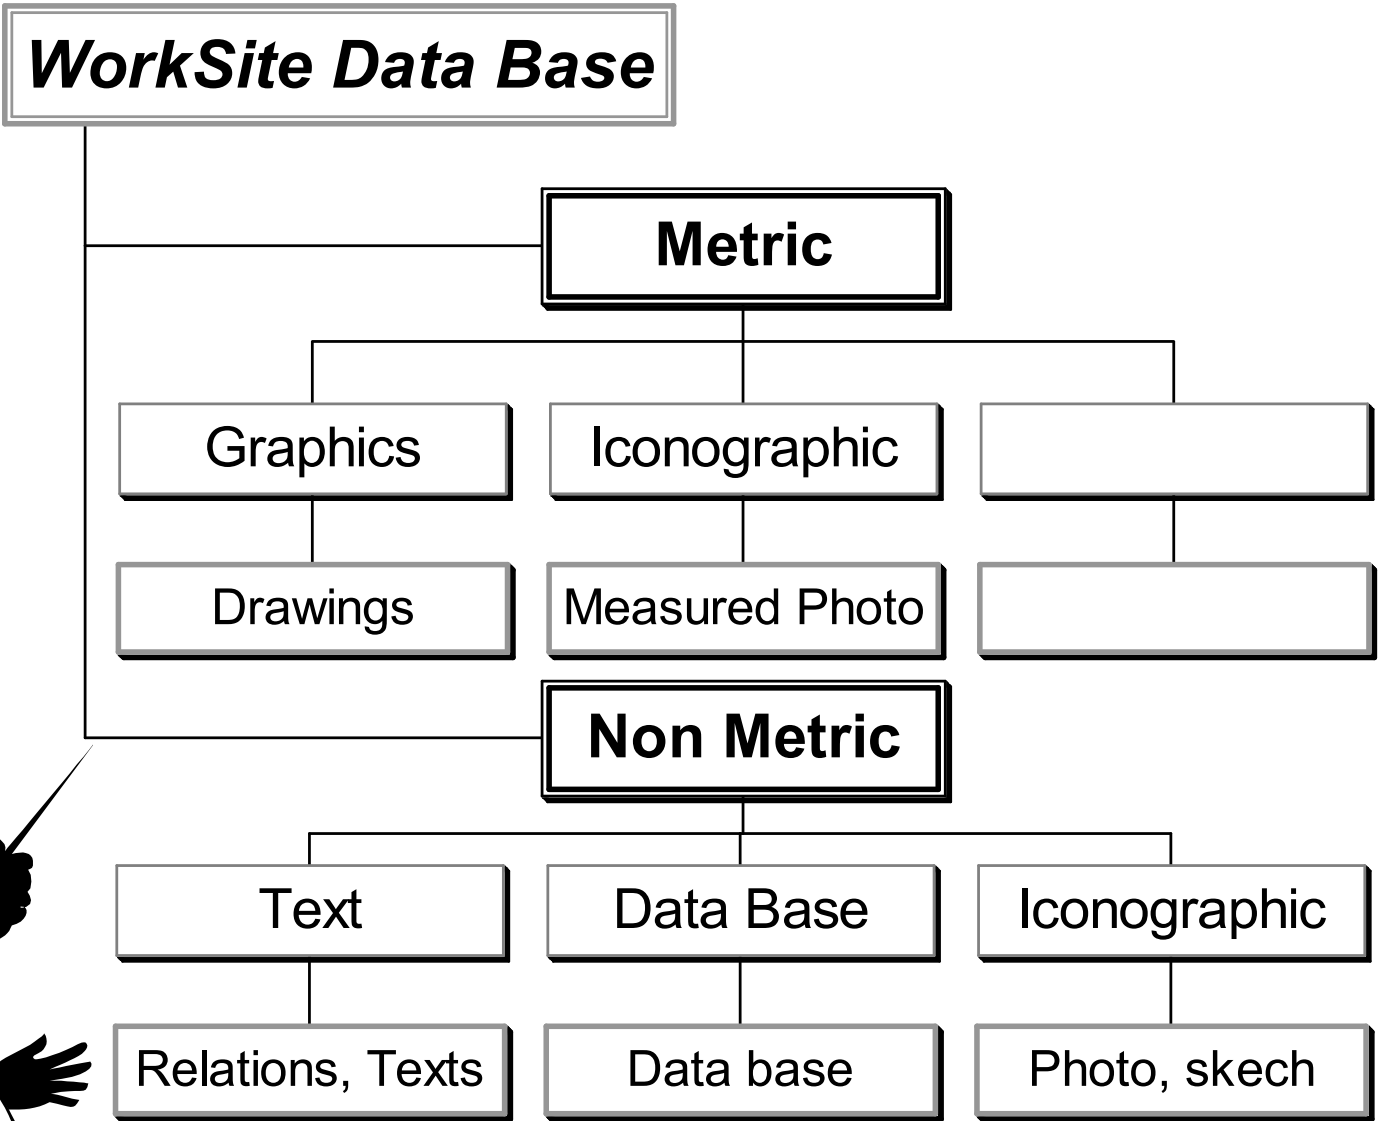 WorkSite Data Base
Metric
Graphics
Iconographic
Drawings
Measured Photo
Non Metric
Text
Data Base
Iconographic
Relations, Texts
Data base
Photo, skech